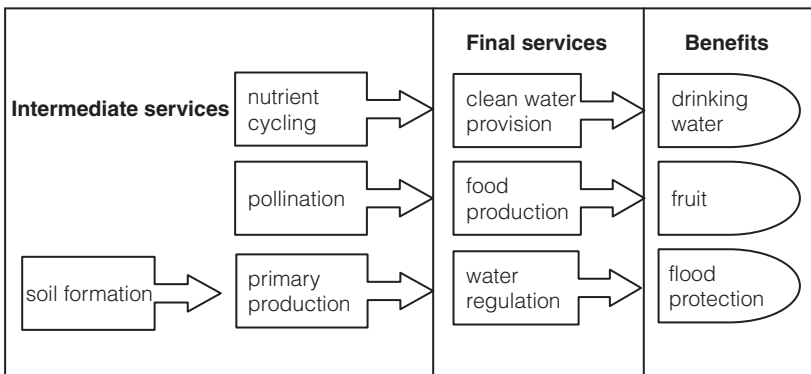 Intermediate services
Final services
Benefits
nutrient
cycling
clean water
provision
drinking
water
pollination
food
production
fruit
soil formation
primary
production
water
regulation
flood
protection